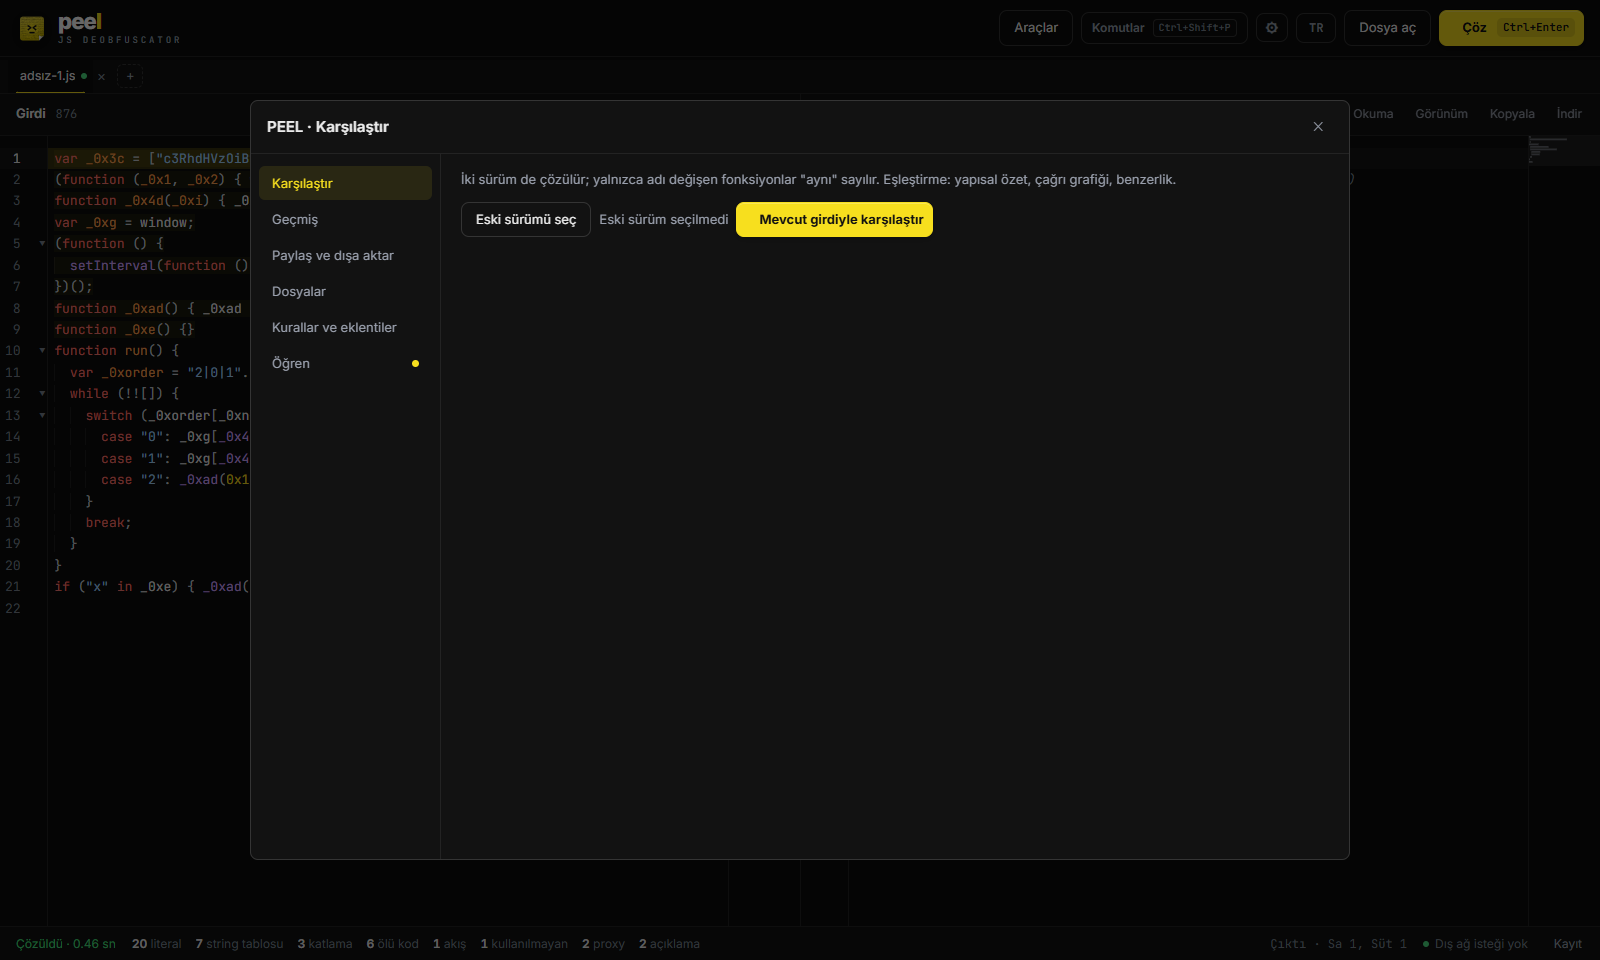 peel
JS DEOBFUSCATOR
Araçlar
Komutlar Ctrl+Shift+P
TR
Dosya aç
Çöz Ctrl+Enter
adsız-1.js × +
Girdi 876
Okuma Görünüm Kopyala İndir
PEEL · Karşılaştır ×
Karşılaştır
Geçmiş
Paylaş ve dışa aktar
Dosyalar
Kurallar ve eklentiler
Öğren
İki sürüm de çözülür; yalnızca adı değişen fonksiyonlar "aynı" sayılır. Eşleştirme: yapısal özet, çağrı grafiği, benzerlik.
Eski sürümü seç Eski sürüm seçilmedi Mevcut girdiyle karşılaştır
1 var _0x3c = ["c3RhdHVzOiB
2 (function (_0x1, _0x2) {
3 function _0x4d(_0xi) { _0
4 var _0xg = window;
5 (function () {
6 setInterval(function ()
7 })();
8 function _0xad() { _0xad
9 function _0xe() {}
10 function run() {
11 var _0xorder = "2|0|1".
12 while (!![]) {
13 switch (_0xorder[_0xn
14 case "0": _0xg[_0x4
15 case "1": _0xg[_0x4
16 case "2": _0xad(0x1
17 }
18 break;
19 }
20 }
21 if ("x" in _0xe) { _0xad(
22
)
Çözüldü · 0.46 sn 20 literal 7 string tablosu 3 katlama 6 ölü kod 1 akış 1 kullanılmayan 2 proxy 2 açıklama
Çıktı · Sa 1, Süt 1 Dış ağ isteği yok Kayıt